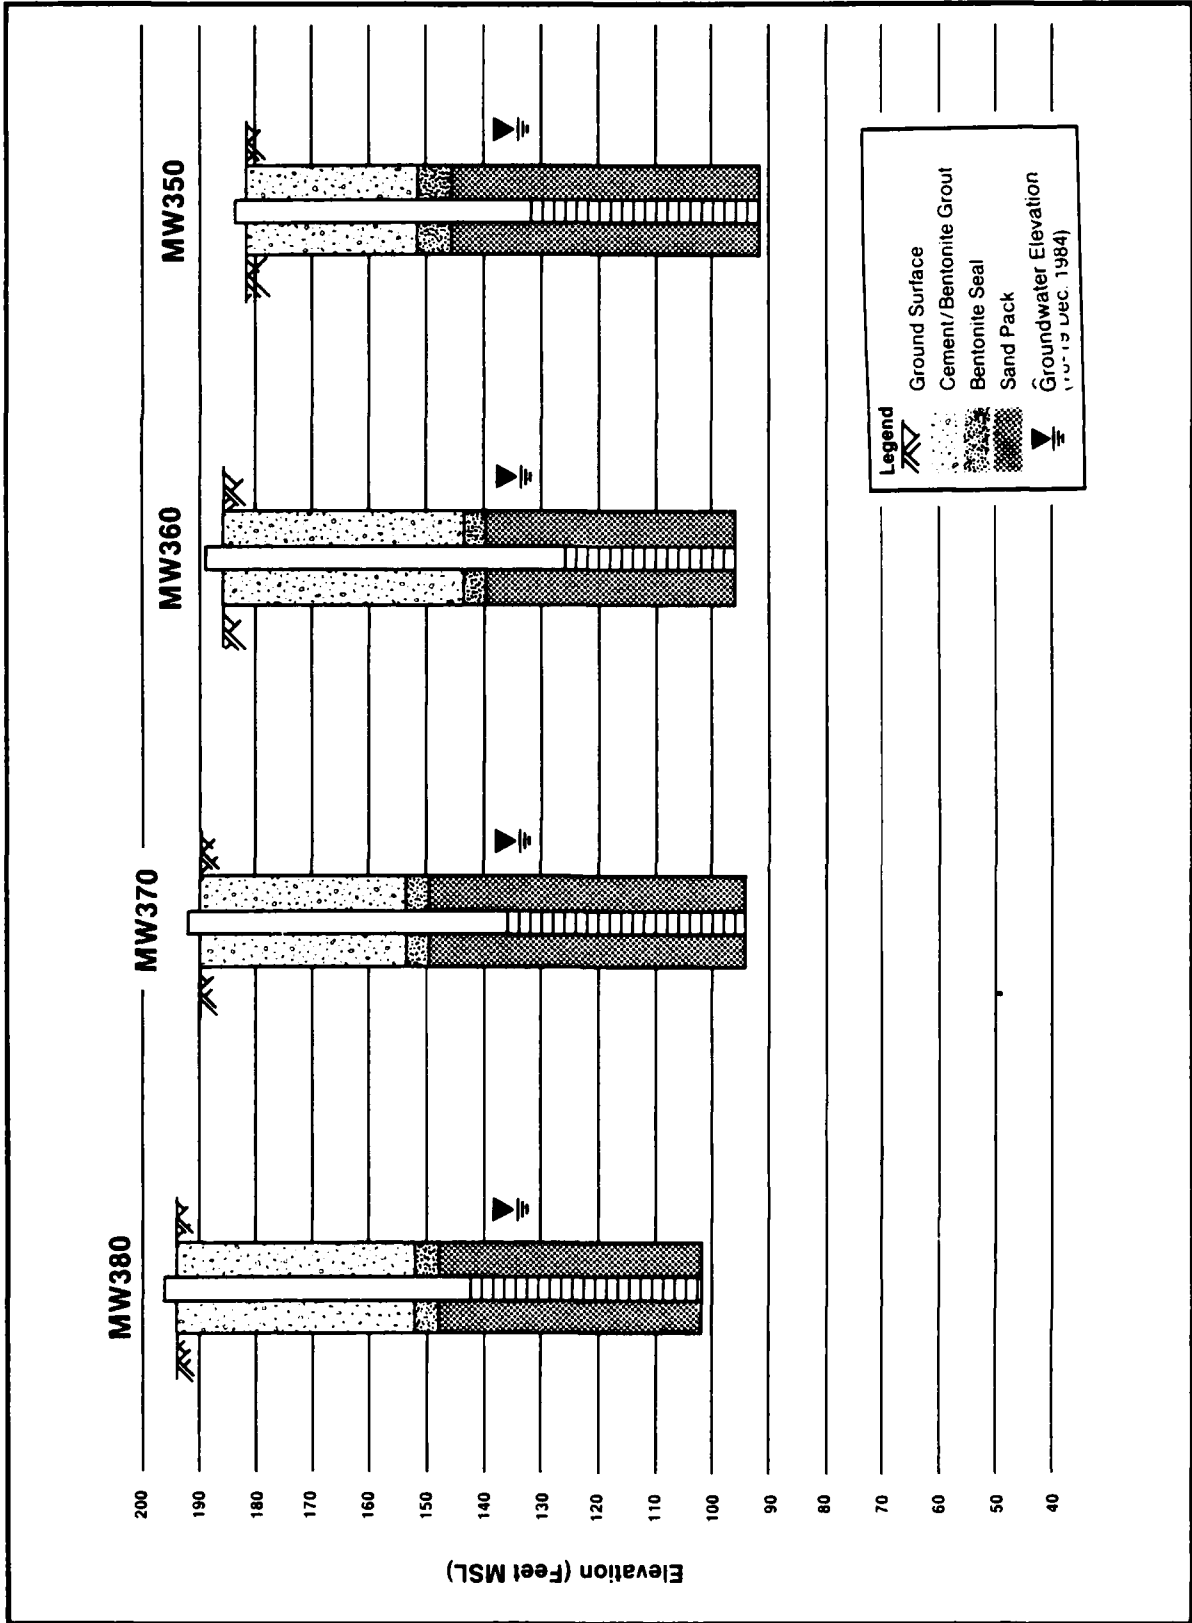 MW380
MW370
MW360
MW350
Elevation (Feet MSL)
200
190
180
170
160
150
140
130
120
110
100
90
80
70
60
50
40
Legend
Ground Surface
Cement/Bentonite Grout
Bentonite Seal
Sand Pack
Groundwater Elevation
Dec. 1984)